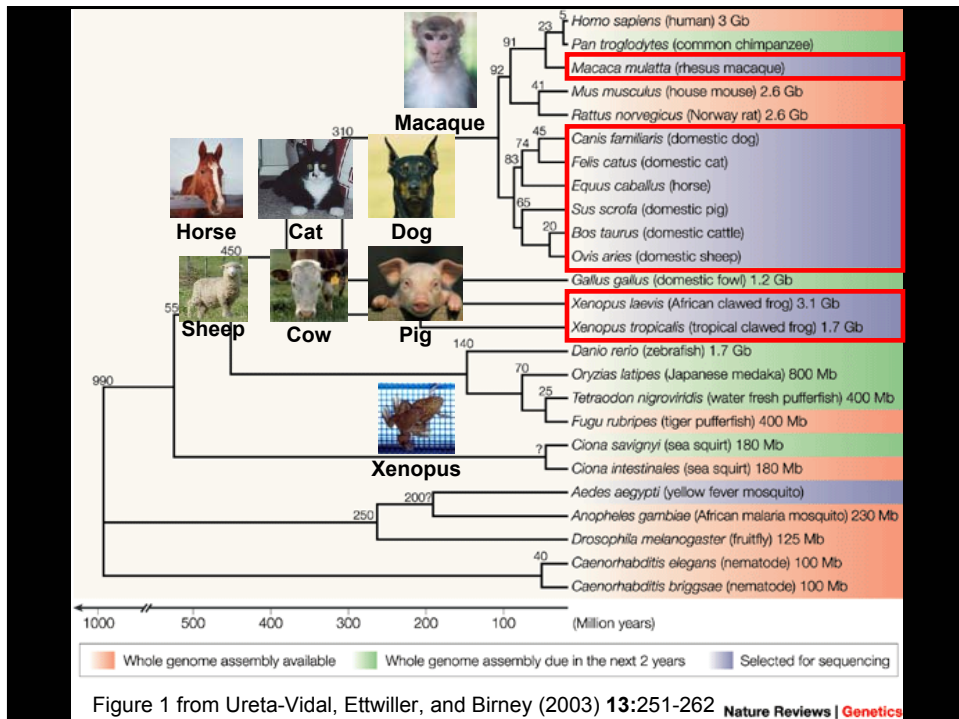 5
Homo sapiens (human) 3 Gb
23
Pan troglodytes (common chimpanzee)
91
Macaca mulatta (rhesus macaque)
92
41
Mus musculus (house mouse) 2.6 Gb
Rattus norvegicus (Norway rat) 2.6 Gb
Macaque
310
45
Canis familiaris (domestic dog)
74
Felis catus (domestic cat)
83
Equus caballus (horse)
65
Sus scrofa (domestic pig)
20
Bos taurus (domestic cattle)
Ovis aries (domestic sheep)
Horse
Cat
Dog
450
Gallus gallus (domestic fowl) 1.2 Gb
Xenopus laevis (African clawed frog) 3.1 Gb
55
Sheep
Cow
Pig
Xenopus tropicalis (tropical clawed frog) 1.7 Gb
140
Danio rerio (zebrafish) 1.7 Gb
70
Oryzias latipes (Japanese medaka) 800 Mb
990
25
Tetraodon nigroviridis (water fresh pufferfish) 400 Mb
Fugu rubripes (tiger pufferfish) 400 Mb
Xenopus
?
Ciona savignyi (sea squirt) 180 Mb
Ciona intestinales (sea squirt) 180 Mb
200?
Aedes aegypti (yellow fever mosquito)
250
Anopheles gambiae (African malaria mosquito) 230 Mb
Drosophila melanogaster (fruitfly) 125 Mb
40
Caenorhabditis elegans (nematode) 100 Mb
Caenorhabditis briggsae (nematode) 100 Mb
1000 500 400 300 200 100 (Million years)
Whole genome assembly available Whole genome assembly due in the next 2 years Selected for sequencing
Figure 1 from Ureta-Vidal, Ettwiller, and Birney (2003) 13:251-262
Nature Reviews | Genetics